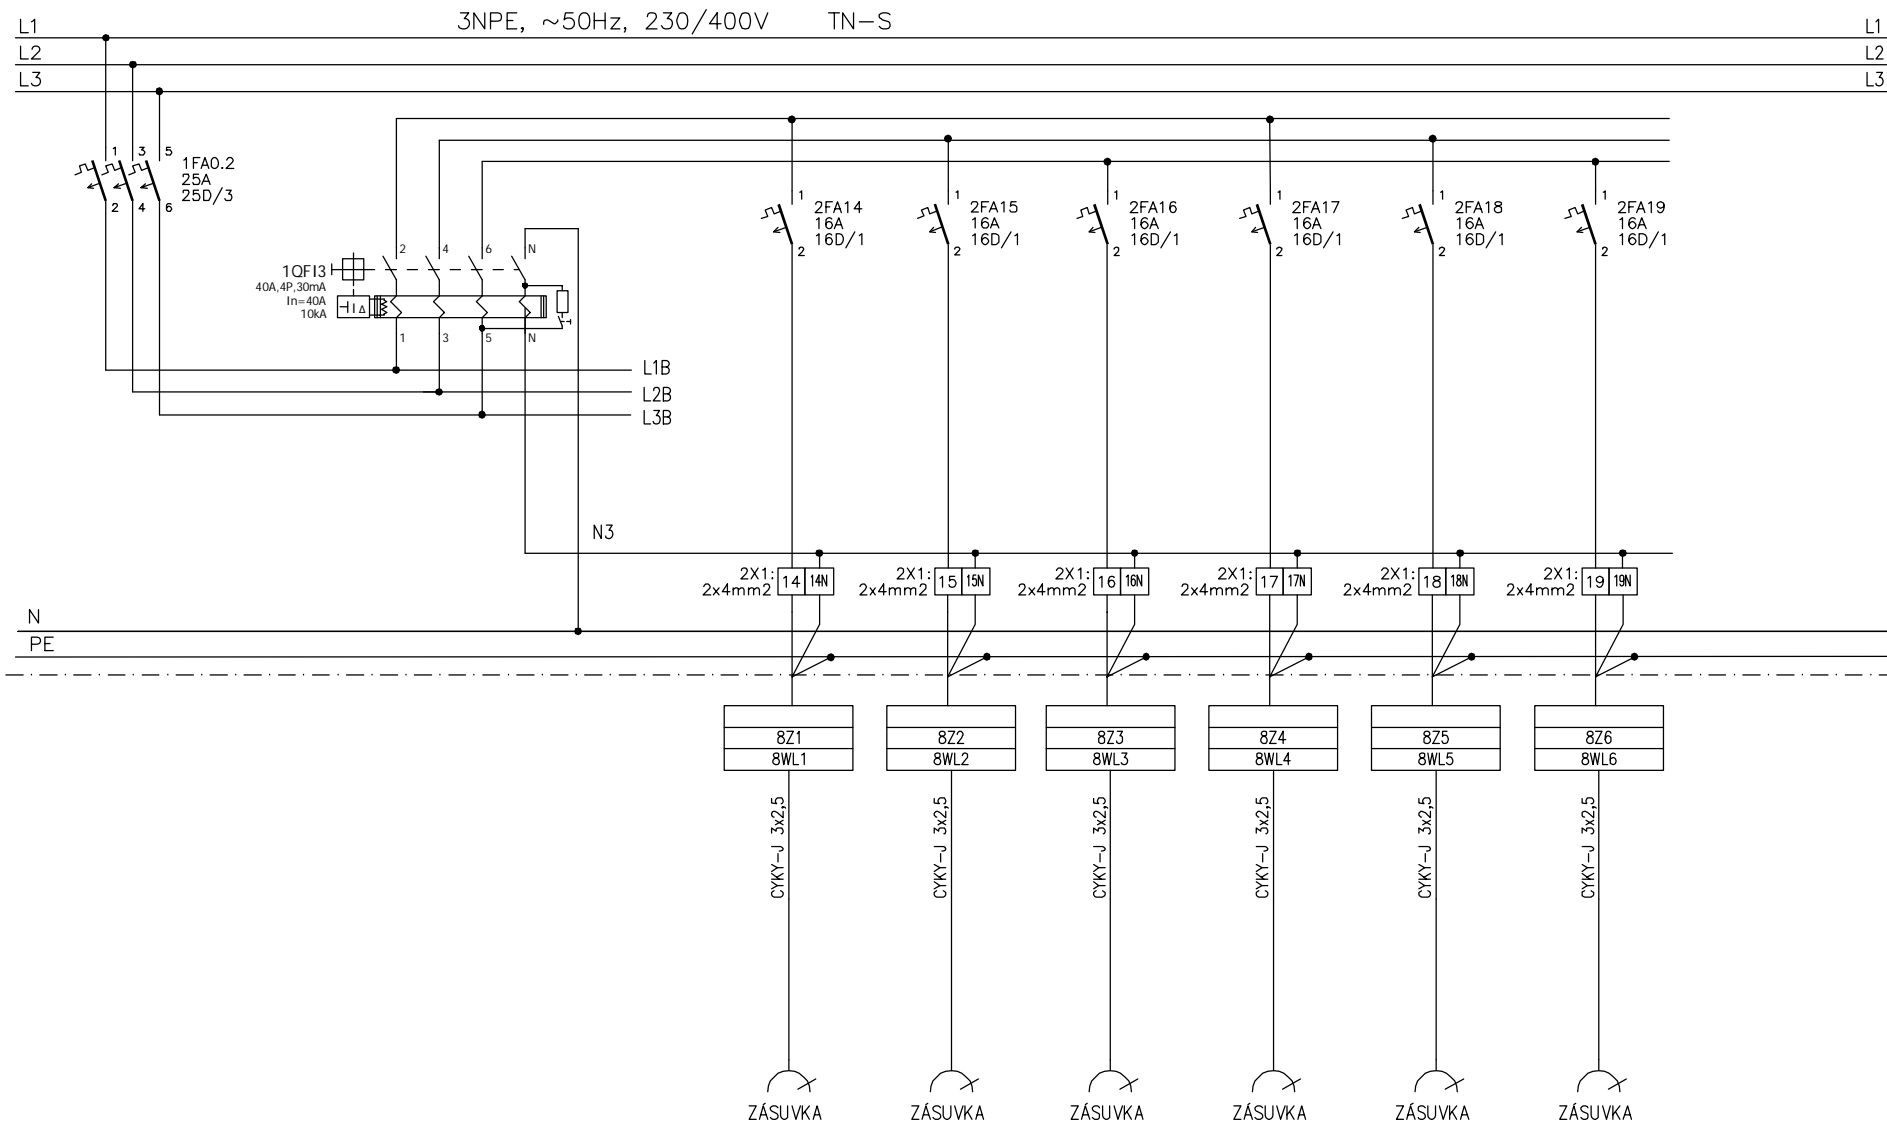 3NPE, ~50Hz, 230/400V TN-S
L1 L1
L2 L2
L3 L3
1 3 5
1FA0.2
25A
25D/3
2 4 6
1 1 1 1 1 1
2FA14 2FA15 2FA16 2FA17 2FA18 2FA19
16A 16A 16A 16A 16A 16A
16D/1 16D/1 16D/1 16D/1 16D/1 16D/1
2 2 2 2 2 2
2 4 6 N
1QFI3
40A,4P,30mA
In=40A
10kA
Δ
1 3 5 N
L1B
L2B
L3B
N3
2X1: 14 14N 2X1: 15 15N 2X1: 16 16N 2X1: 17 17N 2X1: 18 18N 2X1: 19 19N
2x4mm2 2x4mm2 2x4mm2 2x4mm2 2x4mm2 2x4mm2
N
PE
8Z1 8Z2 8Z3 8Z4 8Z5 8Z6
8WL1 8WL2 8WL3 8WL4 8WL5 8WL6
CYKY-J 3x2,5 CYKY-J 3x2,5 CYKY-J 3x2,5 CYKY-J 3x2,5 CYKY-J 3x2,5 CYKY-J 3x2,5
ZÁSUVKA ZÁSUVKA ZÁSUVKA ZÁSUVKA ZÁSUVKA ZÁSUVKA